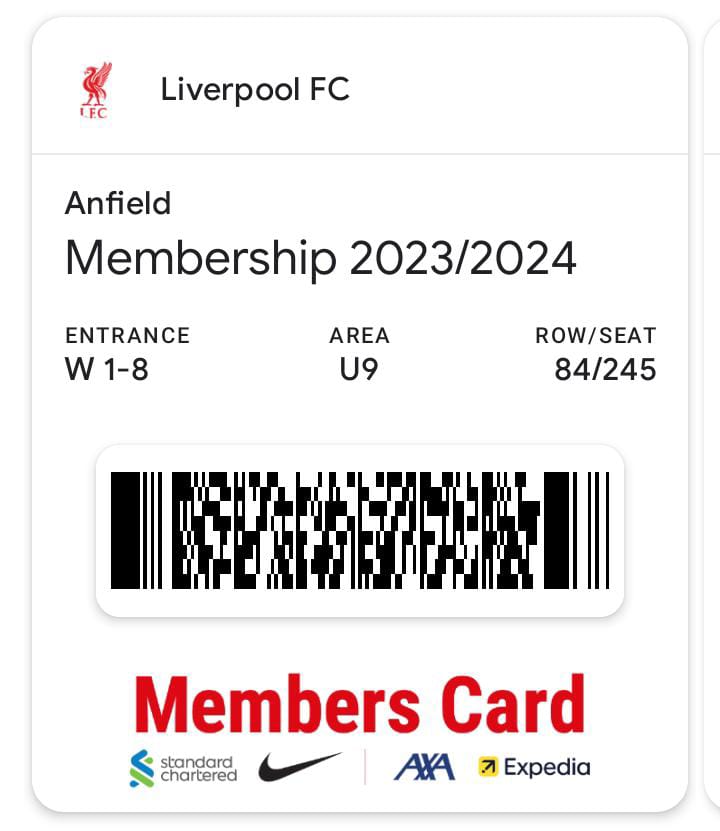 L.F.C
Liverpool FC
Anfield
Membership 2023/2024
ENTRANCE AREA ROW/SEAT
W 1-8 U9 84/245
Members Card
standard chartered AXA Expedia